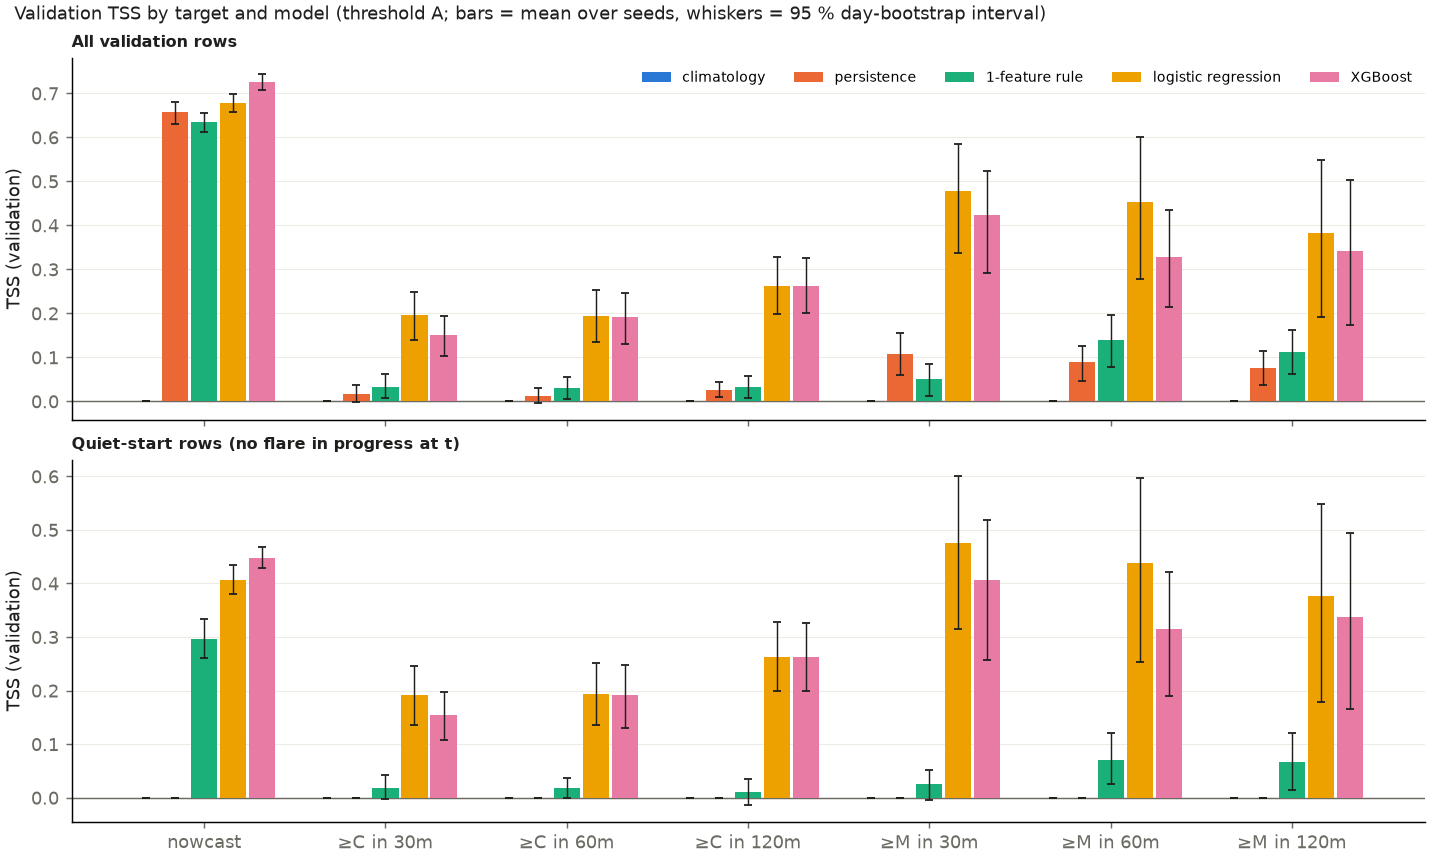 Validation TSS by target and model (threshold A; bars = mean over seeds, whiskers = 95 % day-bootstrap interval)
All validation rows
climatology
persistence
1-feature rule
logistic regression
XGBoost
TSS (validation)
0.7
0.6
0.5
0.4
0.3
0.2
0.1
0.0
Quiet-start rows (no flare in progress at t)
TSS (validation)
0.6
0.5
0.4
0.3
0.2
0.1
0.0
nowcast
≥C in 30m
≥C in 60m
≥C in 120m
≥M in 30m
≥M in 60m
≥M in 120m